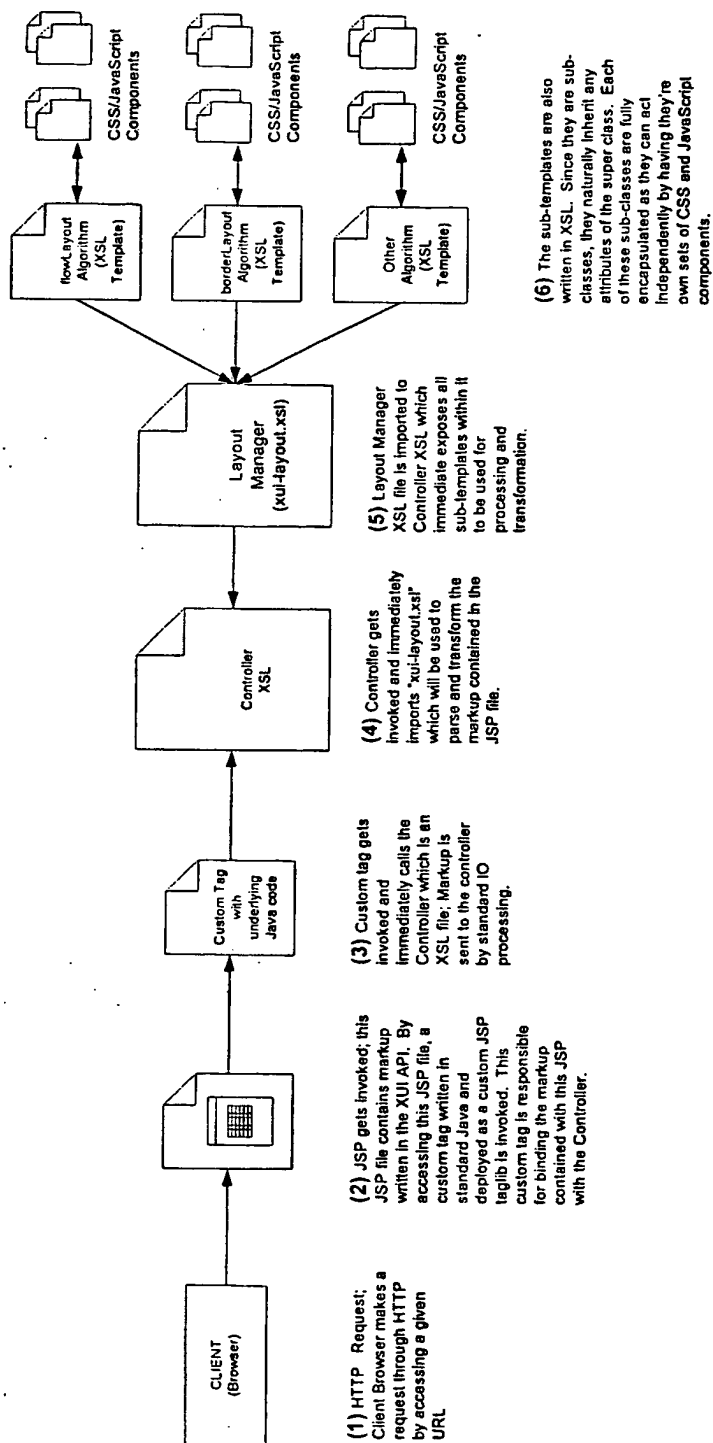 CLIENT
(Browser)
Custom Tag
with
underlying
Java code
Controller
XSL
Layout
Manager
(xui-layout.xsl)
flowLayout
Algorithm
(XSL
Template)
borderLayout
Algorithm
(XSL
Template)
Other
Algorithm
(XSL
Template)
CSS/JavaScript
Components
CSS/JavaScript
Components
CSS/JavaScript
Components
(1) HTTP Request;
Client Browser makes a
request through HTTP
by accessing a given
URL
(2) JSP gets invoked; this
JSP file contains markup
written in the XUI API. By
accessing this JSP file, a
custom tag written in
standard Java and
deployed as a custom JSP
taglib is invoked. This
custom tag is responsible
for binding the markup
contained with this JSP
with the Controller.
(3) Custom tag gets
invoked and
immediately calls the
Controller which is an
XSL file; Markup is
sent to the controller
by standard IO
processing.
(4) Controller gets
invoked and immediately
imports "xui-layout.xsl"
which will be used to
parse and transform the
markup contained in the
JSP file.
(5) Layout Manager
XSL file is imported to
Controller XSL which
immediate exposes all
sub-templates within it
to be used for
processing and
transformation.
(6) The sub-templates are also
written in XSL. Since they are sub-
classes, they naturally inherit any
attributes of the super class. Each
of these sub-classes are fully
encapsulated as they can act
independently by having they're
own sets of CSS and JavaScript
components.